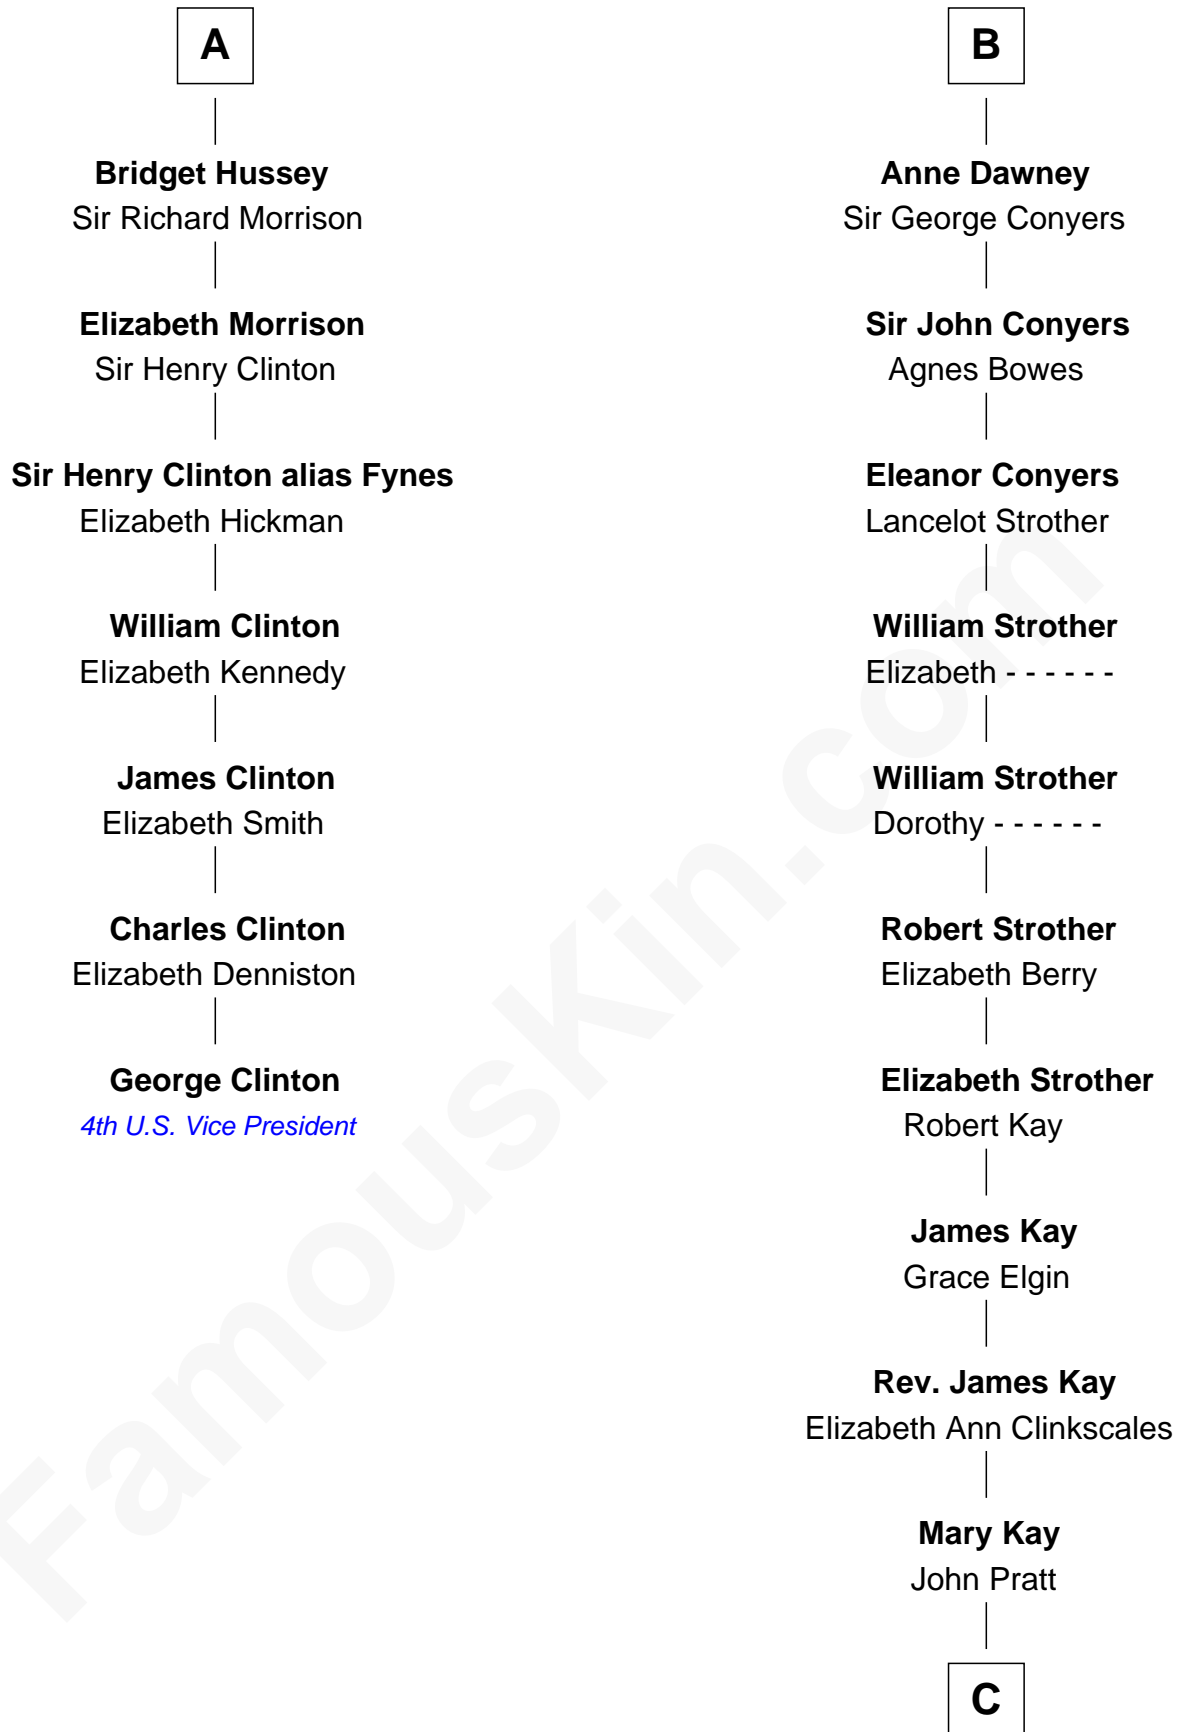 A
Bridget Hussey
Sir Richard Morrison
Elizabeth Morrison
Sir Henry Clinton
Sir Henry Clinton alias Fynes
Elizabeth Hickman
William Clinton
Elizabeth Kennedy
James Clinton
Elizabeth Smith
Charles Clinton
Elizabeth Denniston
George Clinton
4th U.S. Vice President
B
Anne Dawney
Sir George Conyers
Sir John Conyers
Agnes Bowes
Eleanor Conyers
Lancelot Strother
William Strother
Elizabeth - - - - - -
William Strother
Dorothy - - - - - -
Robert Strother
Elizabeth Berry
Elizabeth Strother
Robert Kay
James Kay
Grace Elgin
Rev. James Kay
Elizabeth Ann Clinkscales
Mary Kay
John Pratt
C
FamousKin.com